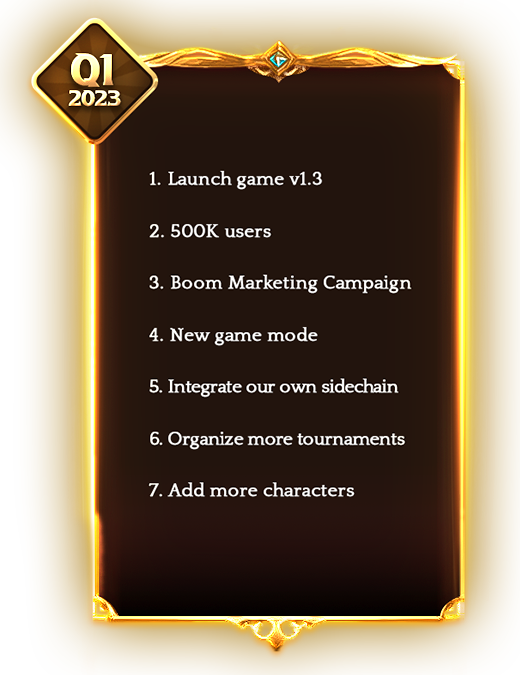 Q1
2023
1. Launch game v1.3
2. 500K users
3. Boom Marketing Campaign
4. New game mode
5. Integrate our own sidechain
6. Organize more tournaments
7. Add more characters